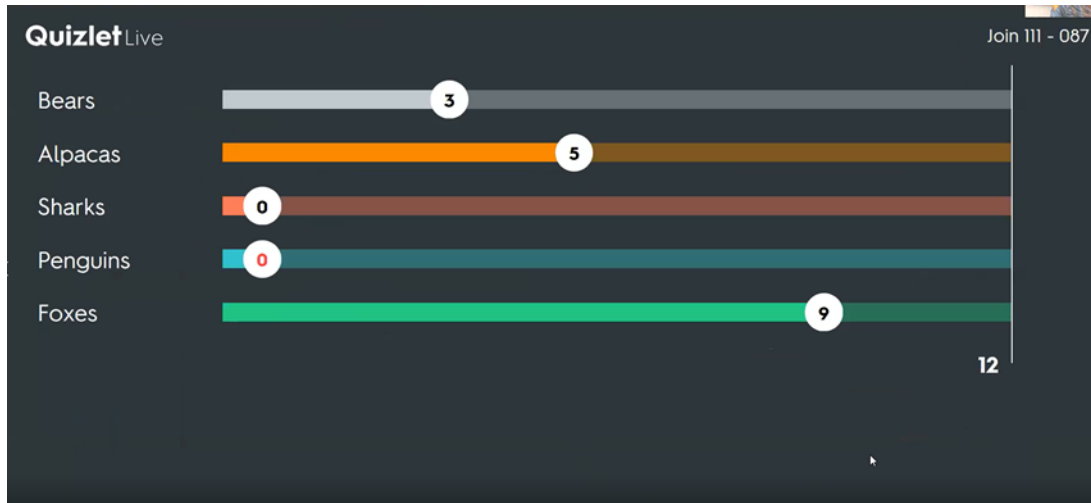 Quizlet Live
Join 111 - 087
Bears 3
Alpacas 5
Sharks 0
Penguins 0
Foxes 9
12